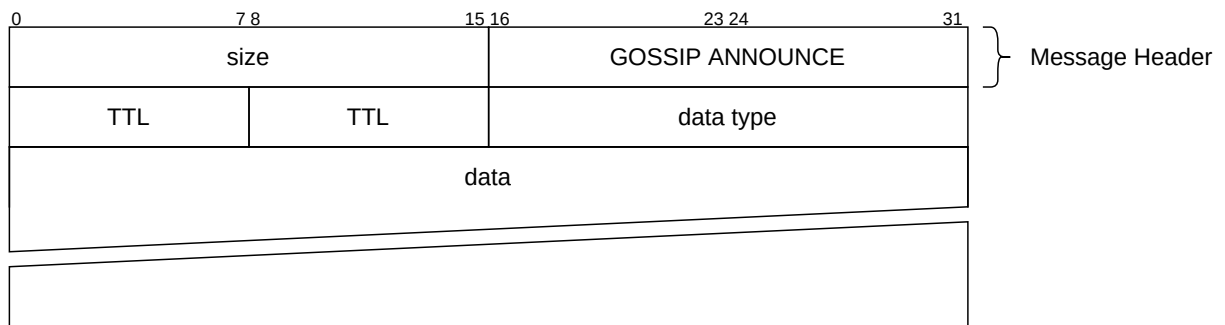 0 7 8 15 16 23 24 31
size GOSSIP ANNOUNCE Message Header
TTL TTL data type
data